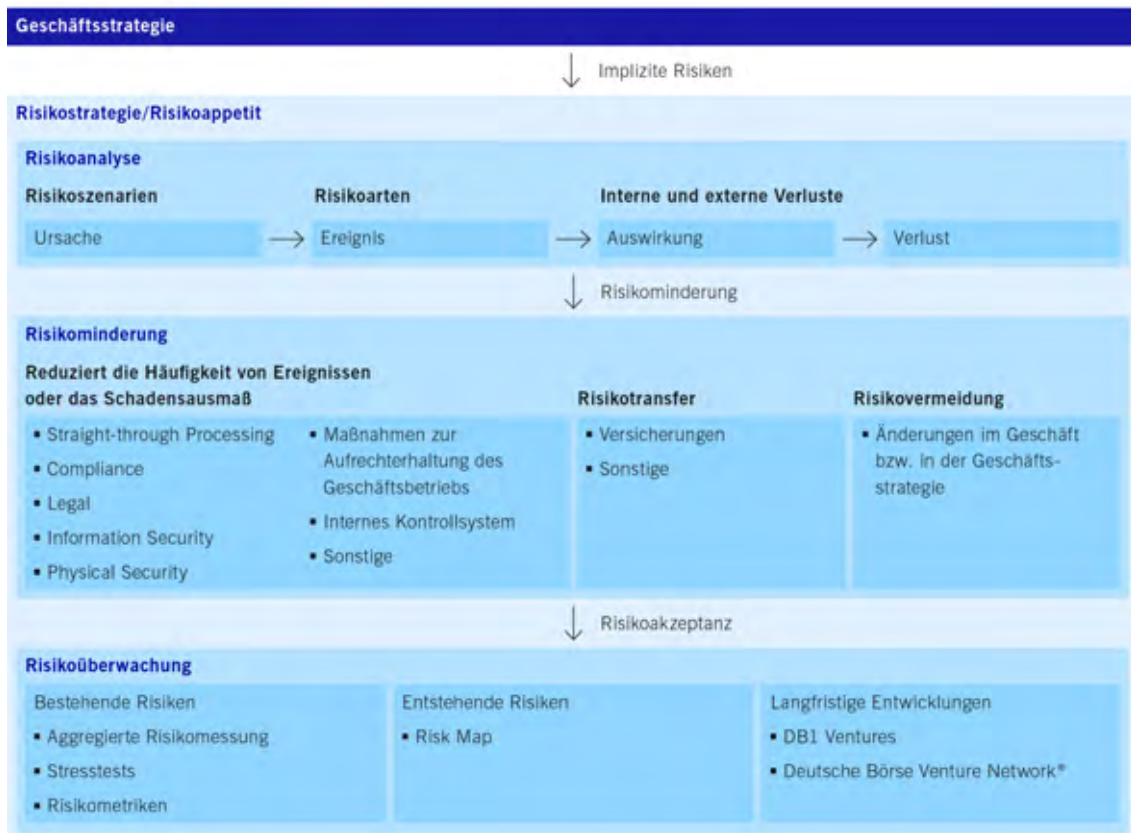 Geschäftsstrategie
Implizite Risiken
Risikostrategie/Risikoappetit
Risikoanalyse
Risikoszenarien
Risikoarten
Interne und externe Verluste
Ursache
Ereignis
Auswirkung
Verlust
Risikominderung
Risikominderung
Reduziert die Häufigkeit von Ereignissen
oder das Schadensausmaß
▪ Straight-through Processing
▪ Compliance
▪ Legal
▪ Information Security
▪ Physical Security
▪ Maßnahmen zur
Aufrechterhaltung des
Geschäftsbetriebs
▪ Internes Kontrollsystem
▪ Sonstige
Risikotransfer
▪ Versicherungen
▪ Sonstige
Risikovermeidung
▪ Änderungen im Geschäft
bzw. in der Geschäfts-
strategie
Risikoakzeptanz
Risikoüberwachung
Bestehende Risiken
▪ Aggregierte Risikomessung
▪ Stresstests
▪ Risikometriken
Entstehende Risiken
▪ Risk Map
Langfristige Entwicklungen
▪ DB1 Ventures
▪ Deutsche Börse Venture Network®